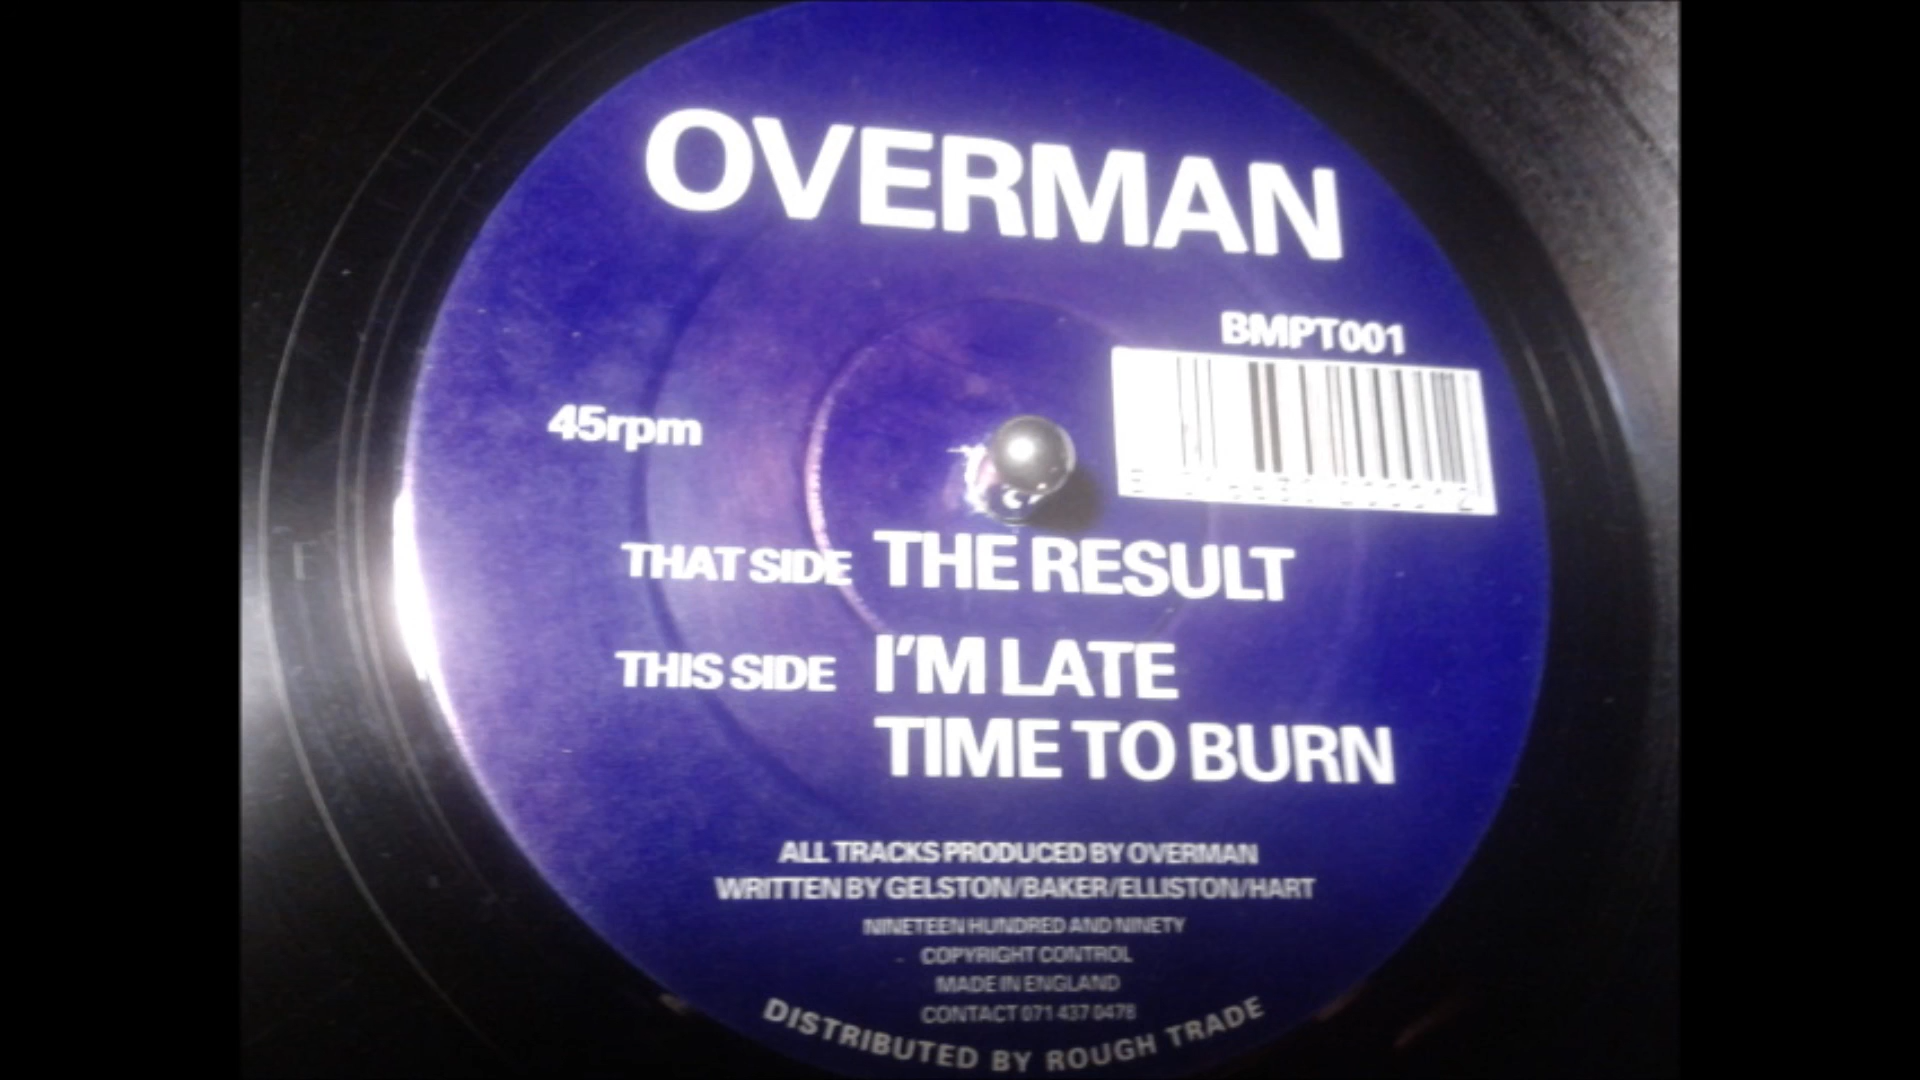 OVERMAN
BMPT001
45rpm
THAT SIDE THE RESULT
THIS SIDE I'M LATE
TIME TO BURN
ALL TRACKS PRODUCED BY OVERMAN
WRITTEN BY GELSTON/BAKER/ELLISTON/HART
NINETEEN HUNDRED AND NINETY
COPYRIGHT CONTROL
MADE IN ENGLAND
CONTACT 071 437 0478
DISTRIBUTED BY ROUGH TRADE